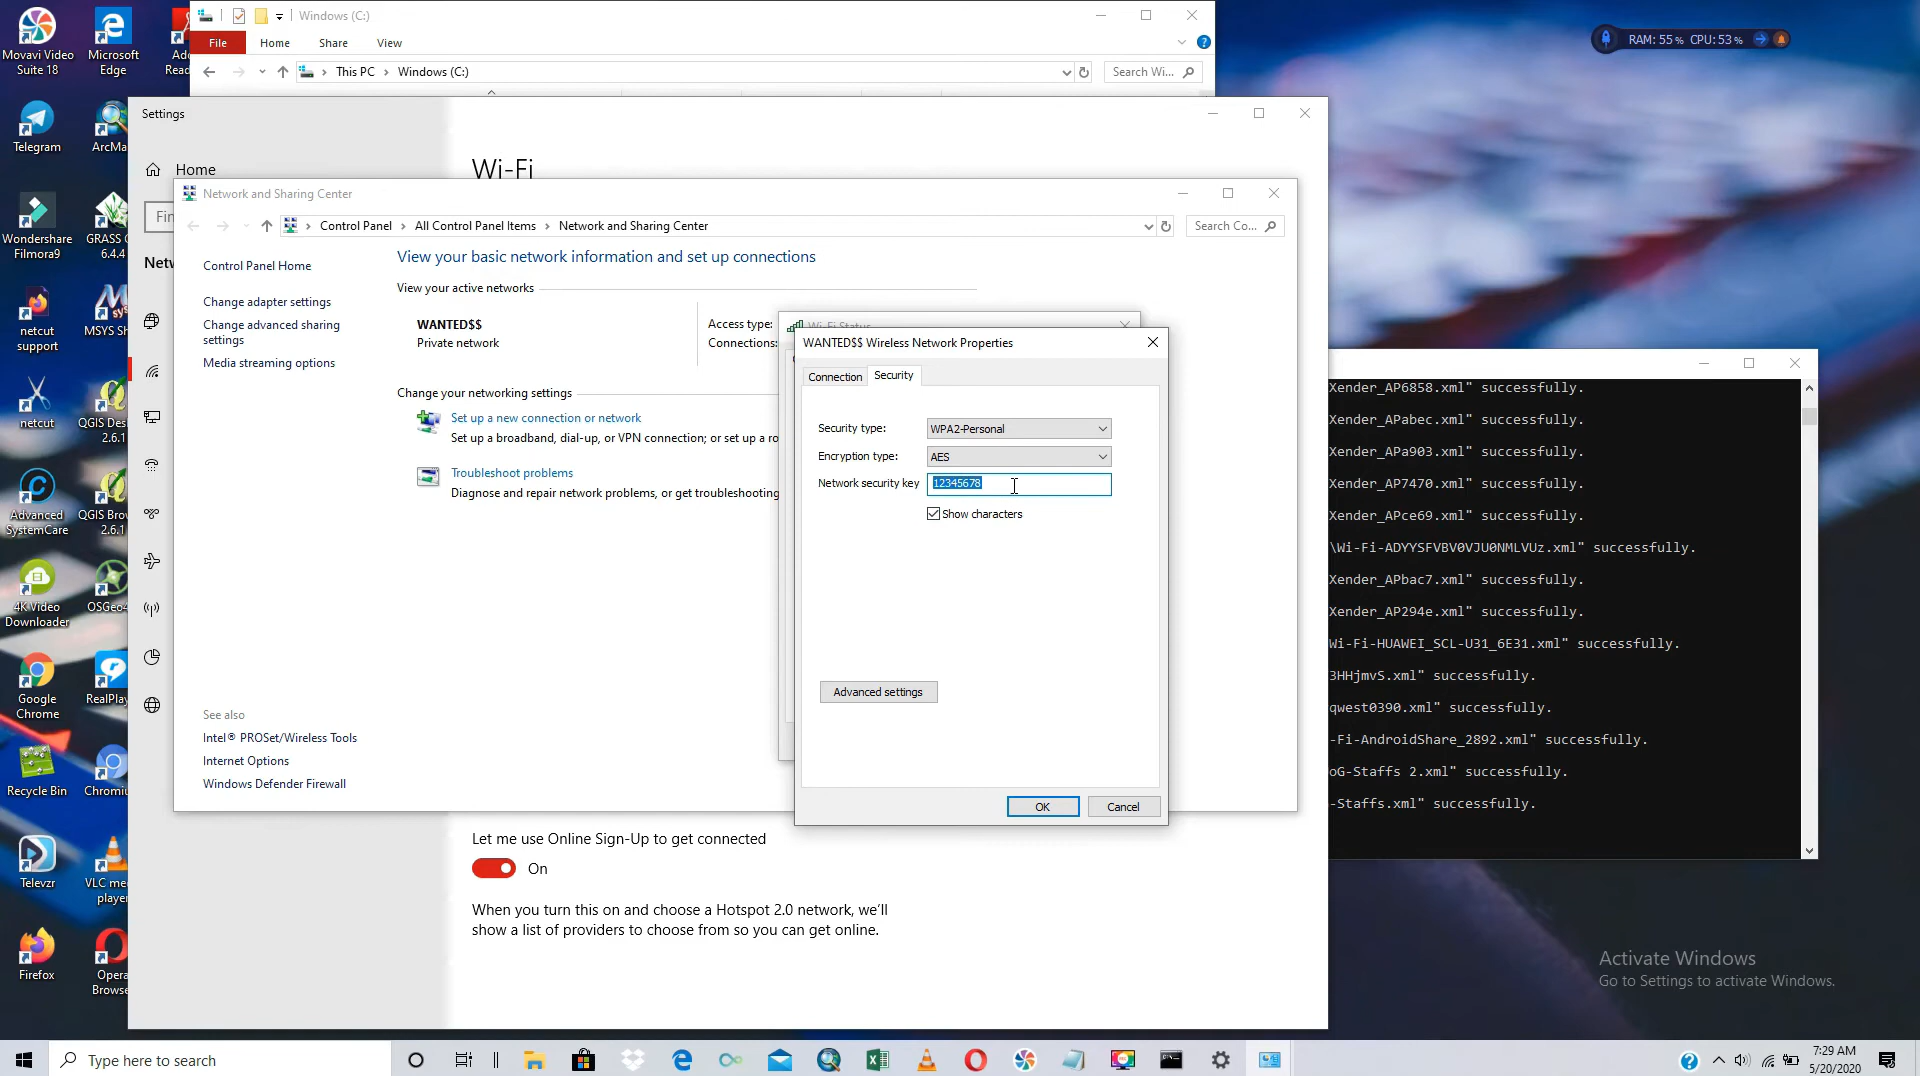 Movavi Video
Suite 18
Microsoft
Edge
Telegram
Wondershare
Filmora9
6.4.4
netcut
support
netcut
2.6.1
Advanced
SystemCare
2.6.1
4K Video
Downloader
Google
Chrome
Recycle Bin
Televzr
VLC
player
Firefox
Opera
Windows (C:)
File
Home
Share
View
This PC
Windows (C:)
Search Wi...
RAM: 55 % CPU: 53 %
Settings
Home
Wi-Fi
Network and Sharing Center
Control Panel
All Control Panel Items
Network and Sharing Center
Search Co...
Control Panel Home
Change adapter settings
Change advanced sharing
settings
Media streaming options
View your basic network information and set up connections
View your active networks
WANTED$$
Private network
Access type:
Connections:
Change your networking settings
Set up a new connection or network
Set up a broadband, dial-up, or VPN connection; or set up a ro
Troubleshoot problems
Diagnose and repair network problems, or get troubleshooting
See also
Intel® PROSet/Wireless Tools
Internet Options
Windows Defender Firewall
Wi-Fi Status
WANTED$$ Wireless Network Properties
Connection
Security
Security type:
WPA2-Personal
Encryption type:
AES
Network security key
12345678
Show characters
Advanced settings
OK
Cancel
Let me use Online Sign-Up to get connected
On
When you turn this on and choose a Hotspot 2.0 network, we'll
show a list of providers to choose from so you can get online.
Xender_AP6858.xml" successfully.
Xender_APabec.xml" successfully.
Xender_APa903.xml" successfully.
Xender_AP7470.xml" successfully.
Xender_APce69.xml" successfully.
\Wi-Fi-ADYYSFVBV0VJU0NMLVUz.xml" successfully.
Xender_APbac7.xml" successfully.
Xender_AP294e.xml" successfully.
Wi-Fi-HUAWEI_SCL-U31_6E31.xml" successfully.
3HHjmvS.xml" successfully.
qwest0390.xml" successfully.
-Fi-AndroidShare_2892.xml" successfully.
oG-Staffs 2.xml" successfully.
-Staffs.xml" successfully.
Activate Windows
Go to Settings to activate Windows.
Type here to search
7:29 AM
5/20/2020